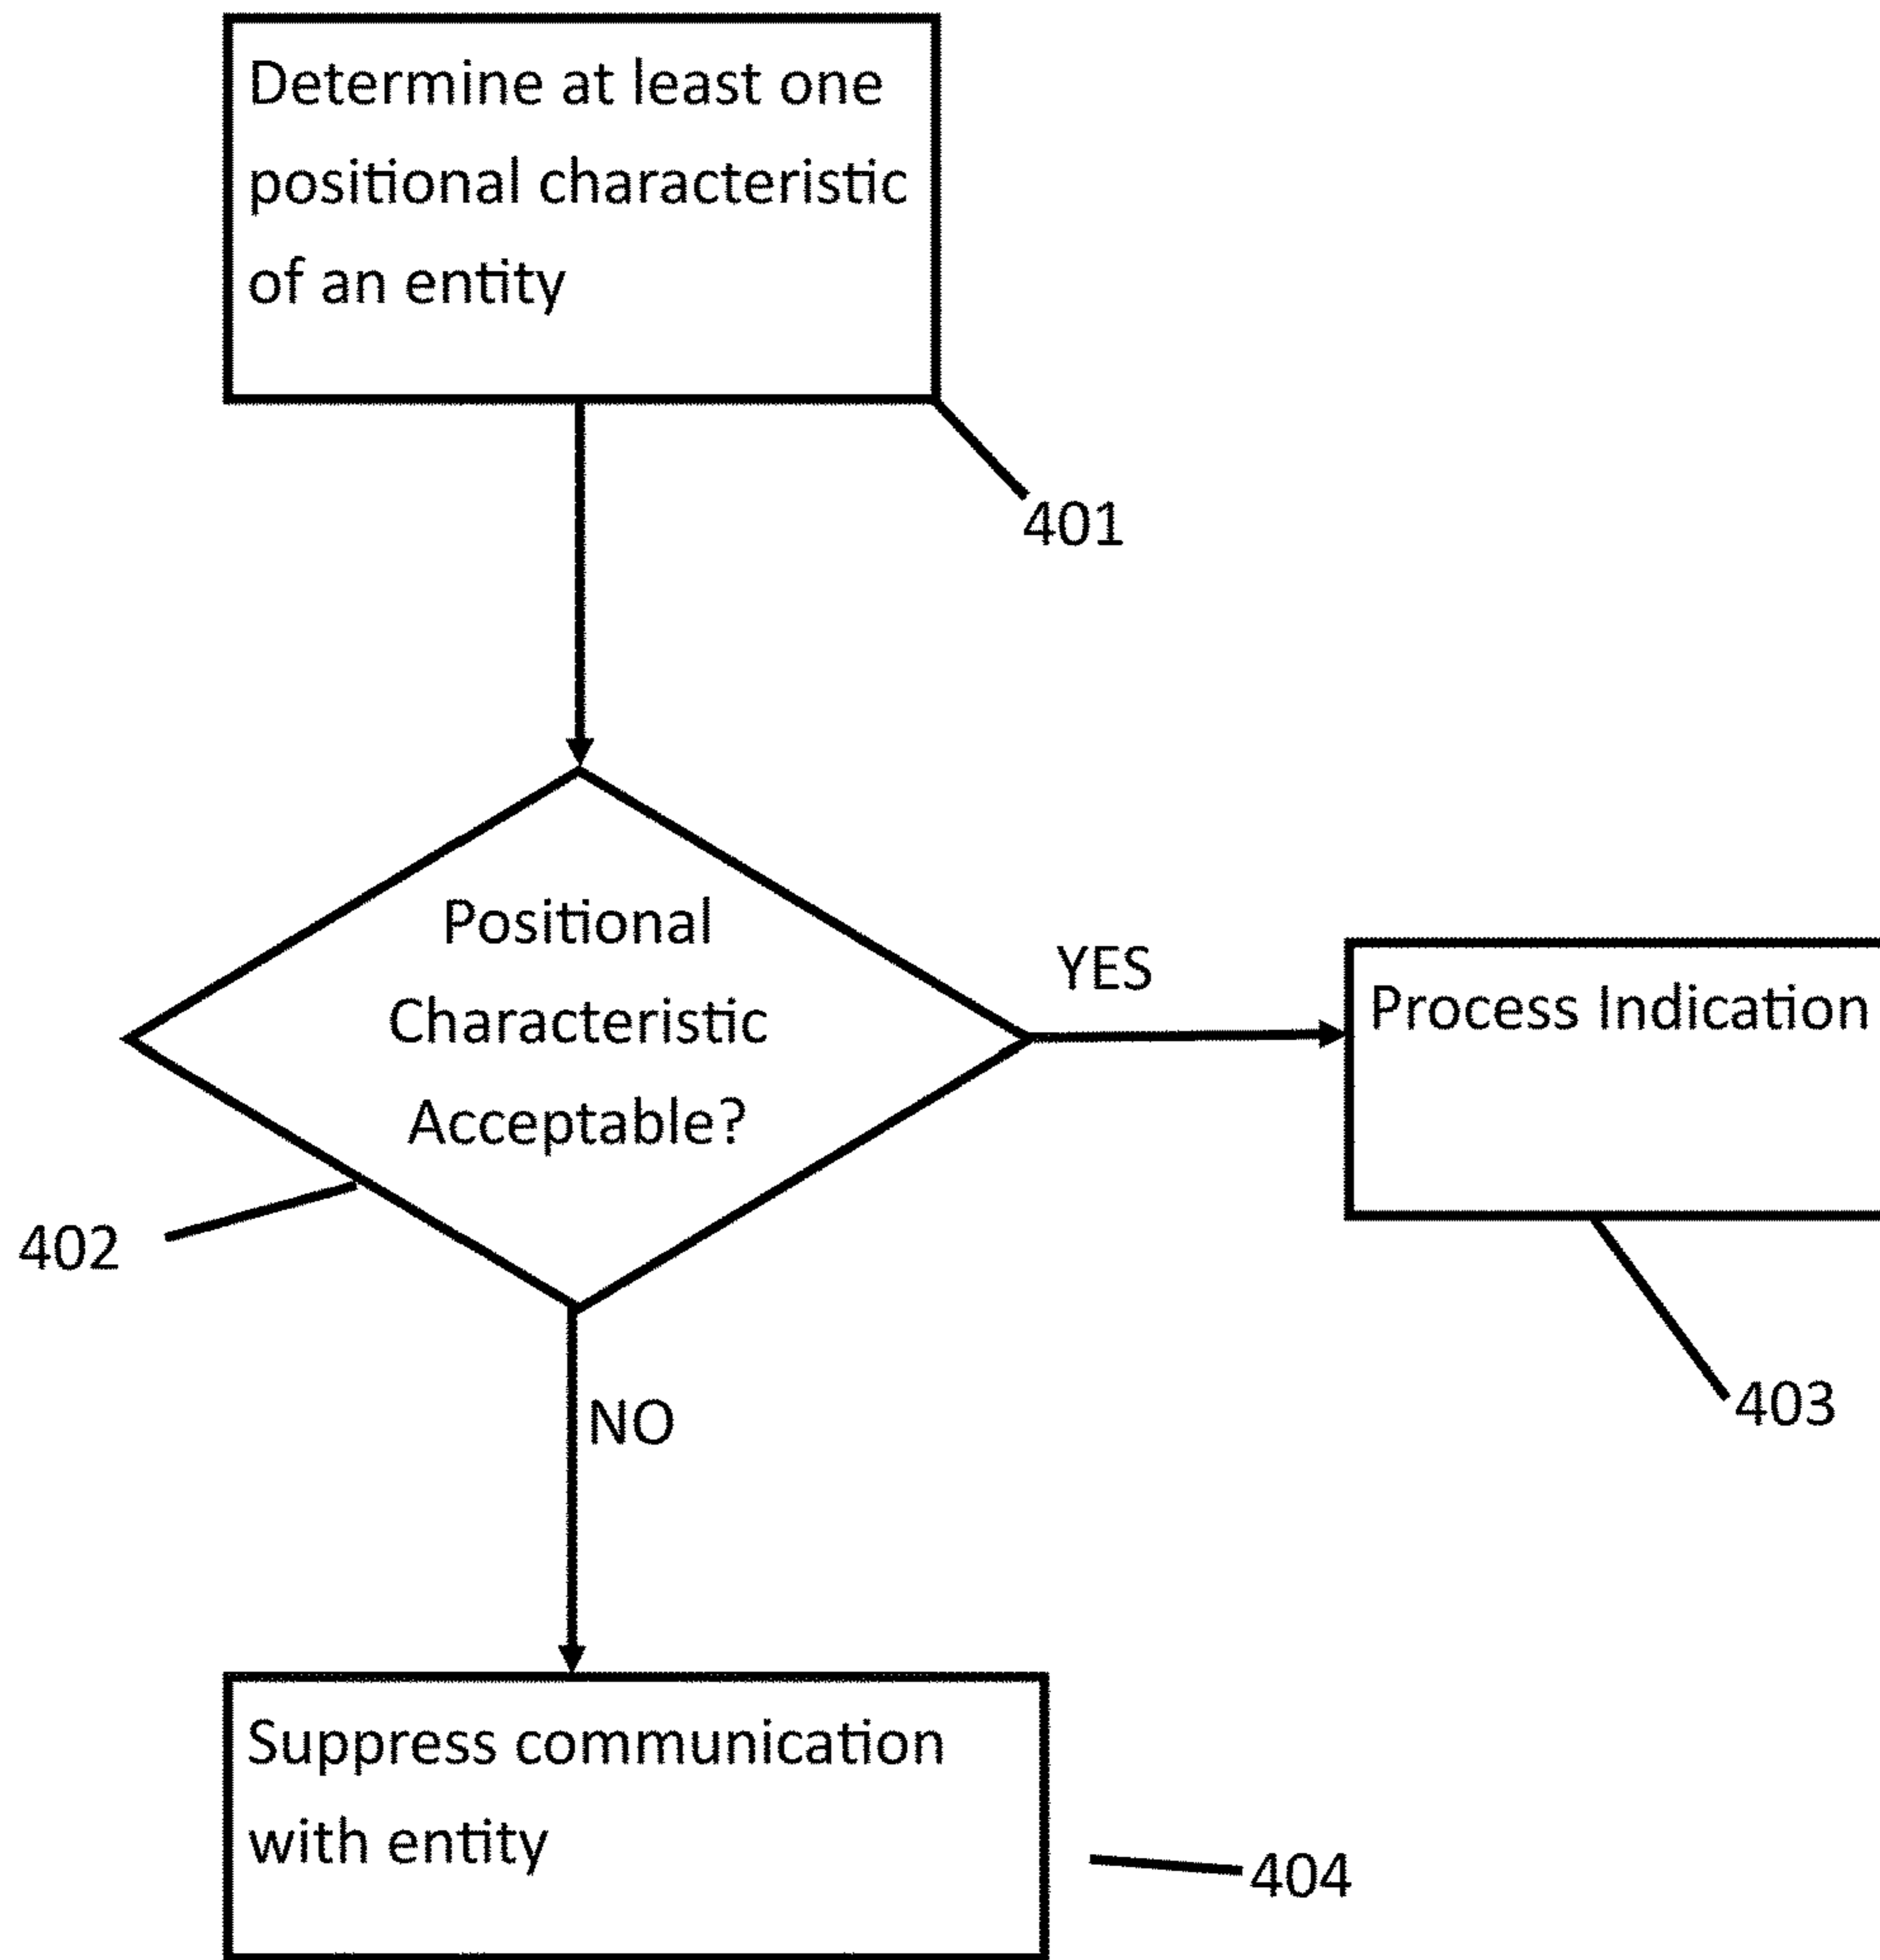 Determine at least one
positional characteristic
of an entity
401
Positional
Characteristic
Acceptable?
YES
Process Indication
402
403
NO
Suppress communication
with entity
404